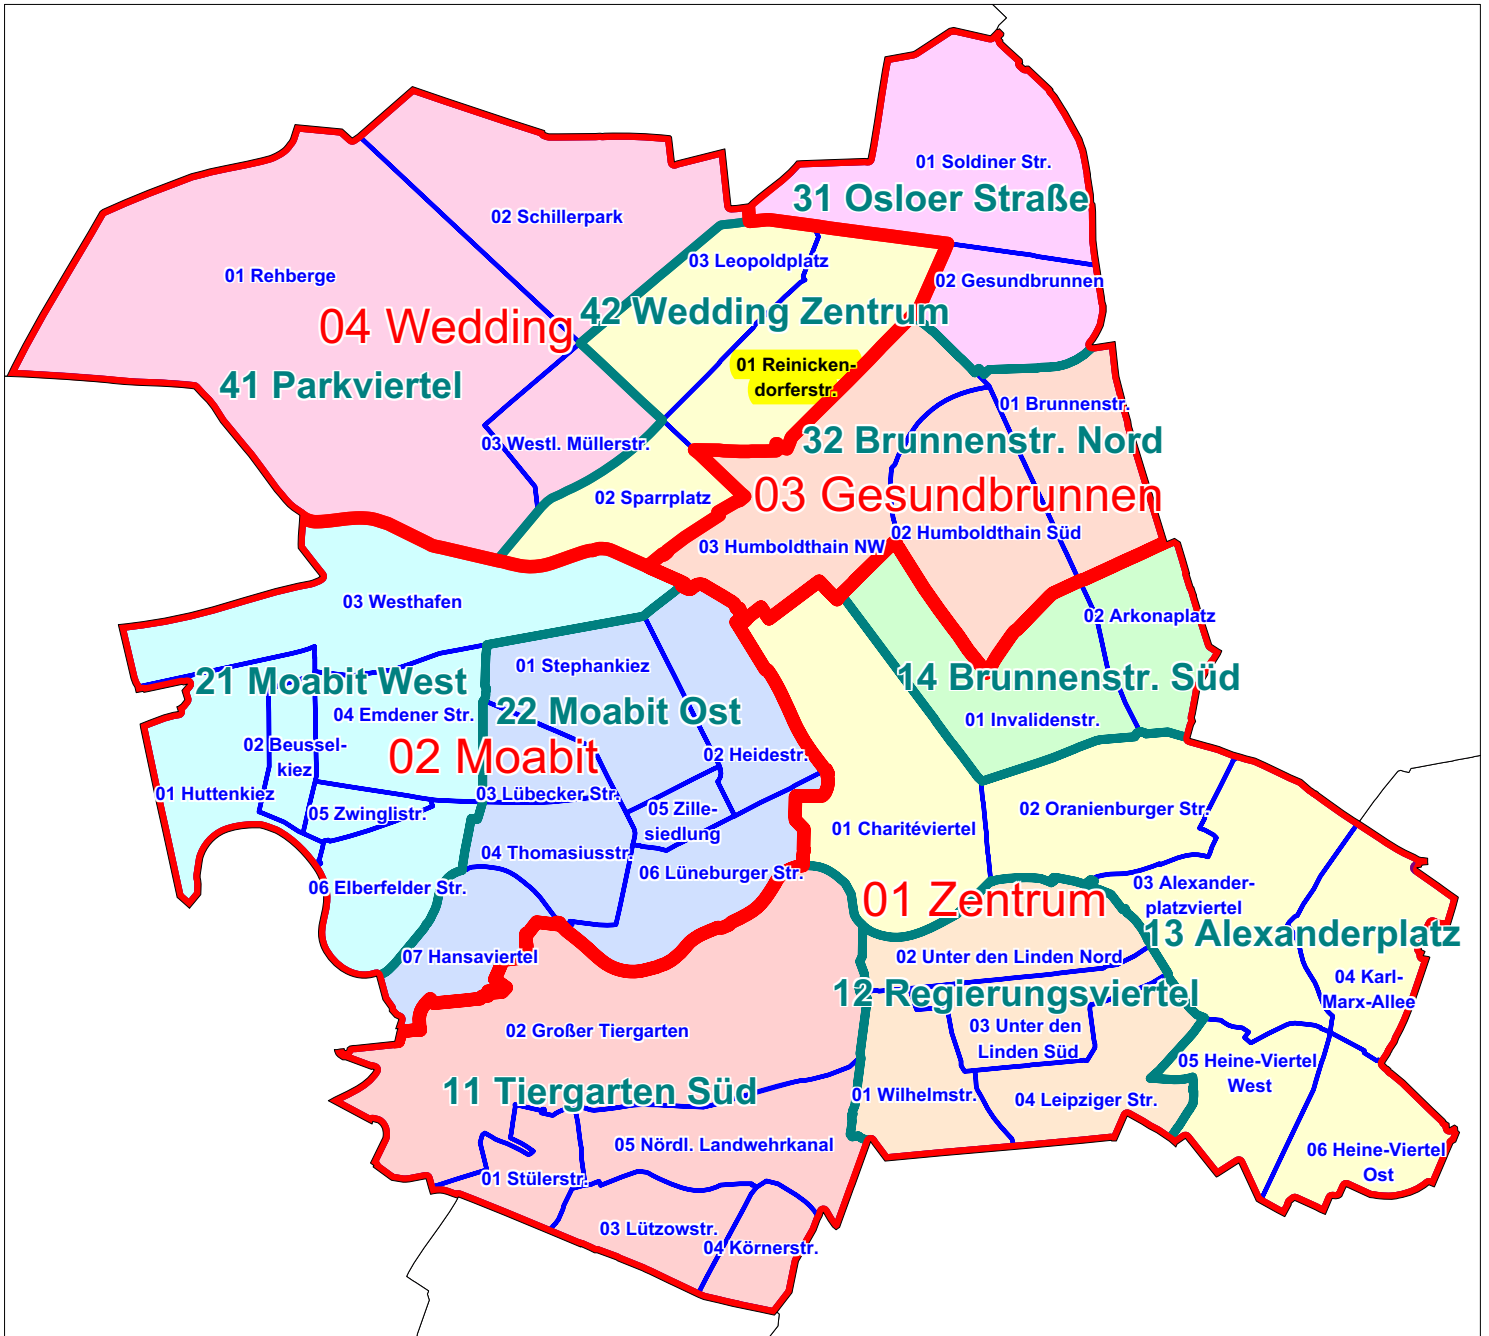 01 Soldiner Str.
31 Osloer Straße
02 Schillerpark
03 Leopoldplatz
01 Rehberge
02 Gesundbrunnen
42 Wedding Zentrum
04 Wedding
01 Reinicken-
dorferstr.
41 Parkviertel
01 Brunnenstr.
03 Westl. Müllerstr.
32 Brunnenstr. Nord
02 Sparrplatz
03 Gesundbrunnen
02 Humboldthain Süd
03 Humboldthain NW
03 Westhafen
02 Arkonaplatz
01 Stephankiez
21 Moabit West
14 Brunnenstr. Süd
04 Emdener Str.
22 Moabit Ost
01 Invalidenstr.
02 Beussel-
kiez
02 Moabit
02 Heidestr.
01 Huttenkiez
03 Lübecker Str.
05 Zwinglistr.
05 Zille-
siedlung
02 Oranienburger Str.
01 Charitéviertel
04 Thomasiusstr.
06 Lüneburger Str.
06 Elberfelder Str.
03 Alexander-
platzviertel
01 Zentrum
13 Alexanderplatz
07 Hansaviertel
02 Unter den Linden Nord
04 Karl-
Marx-Allee
12 Regierungsviertel
02 Großer Tiergarten
03 Unter den
Linden Süd
05 Heine-Viertel
West
11 Tiergarten Süd
01 Wilhelmstr.
04 Leipziger Str.
05 Nördl. Landwehrkanal
06 Heine-Viertel
Ost
01 Stülerstr.
03 Lützowstr.
04 Körnerstr.